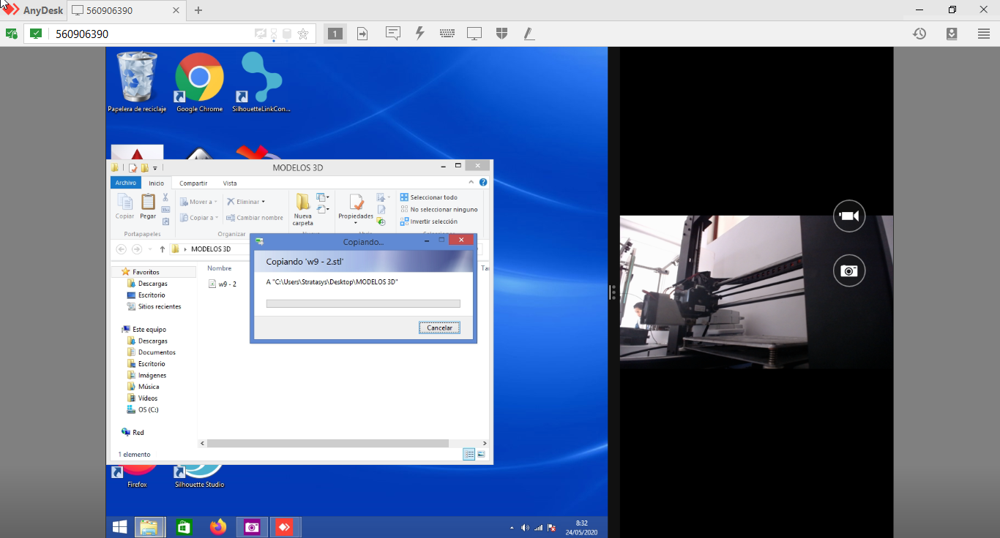 AnyDesk
560906390
560906390
1
Papelera de reciclaje
Google Chrome
SilhouetteLinkCon...
MODELOS 3D
Archivo
Inicio
Compartir
Vista
Copiar
Pegar
Mover a
Copiar a
Eliminar
Cambiar nombre
Nueva
carpeta
Propiedades
Seleccionar todo
No seleccionar ninguno
Invertir selección
Portapapeles
Organizar
MODELOS 3D
Nombre
w9 - 2
Favoritos
Descargas
Escritorio
Sitios recientes
Este equipo
Descargas
Documentos
Escritorio
Imágenes
Música
Vídeos
OS (C:)
Red
1 elemento
Copiando...
Copiando 'w9 - 2.stl'
A "C:\Users\Stratasys\Desktop\MODELOS 3D"
Cancelar
Firefox
Silhouette Studio
8:32
24/05/2020